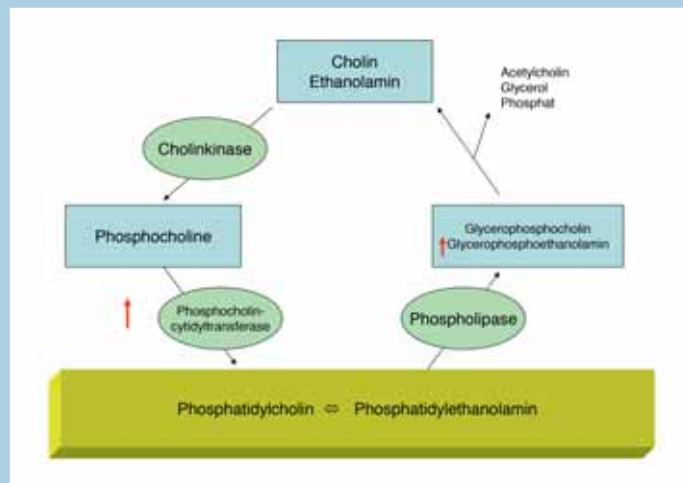 Cholin
Ethanolamin
Acetylcholin
Glycerol
Phosphat
Cholinkinase
Phosphocholine
Glycerophosphocholin
Glycerophosphoethanolamin
Phosphocholin-
cytidyltransferase
Phospholipase
Phosphatidylcholin ⇔ Phosphatidylethanolamin